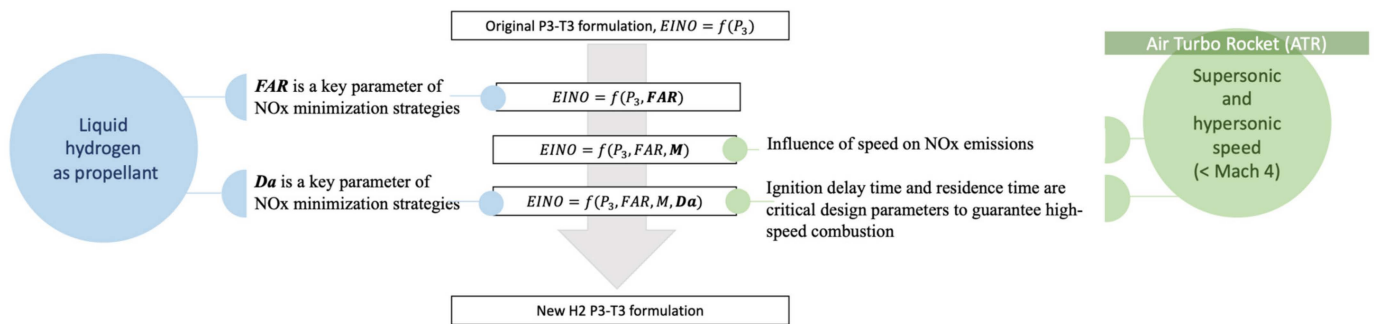 Original P3-T3 formulation, EINO = f(P₃)
Liquid
hydrogen
as propellant
FAR is a key parameter of
NOx minimization strategies
EINO = f(P₃, FAR)
EINO = f(P₃, FAR, M)
Influence of speed on NOx emissions
Da is a key parameter of
NOx minimization strategies
EINO = f(P₃, FAR, M, Da)
Ignition delay time and residence time are
critical design parameters to guarantee high-
speed combustion
Air Turbo Rocket (ATR)
Supersonic
and
hypersonic
speed
(< Mach 4)
New H2 P3-T3 formulation